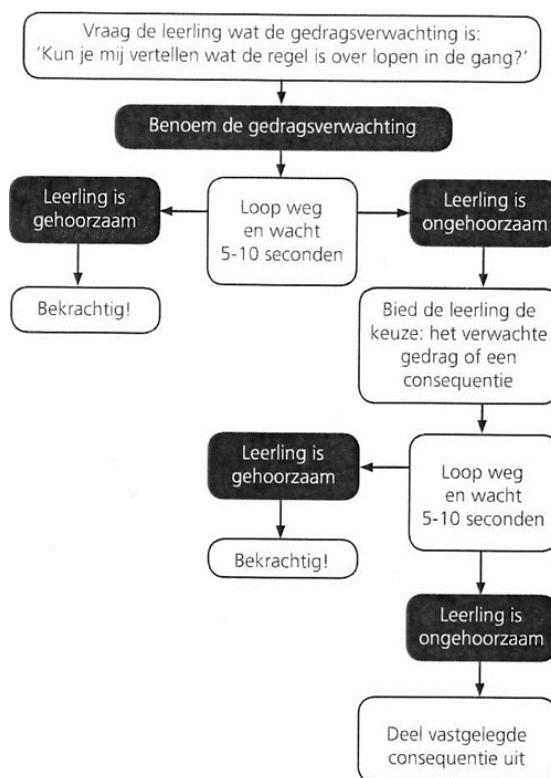 Vraag de leerling wat de gedragsverwachting is:
'Kun je mij vertellen wat de regel is over lopen in de gang?'
Benoem de gedragsverwachting
Leerling is
gehoorzaam
Loop weg
en wacht
5-10 seconden
Leerling is
ongehoorzaam
Bekrachtig!
Bied de leerling de
keuze: het verwachte
gedrag of een
consequentie
Leerling is
gehoorzaam
Loop weg
en wacht
5-10 seconden
Bekrachtig!
Leerling is
ongehoorzaam
Deel vastgelegde
consequentie uit